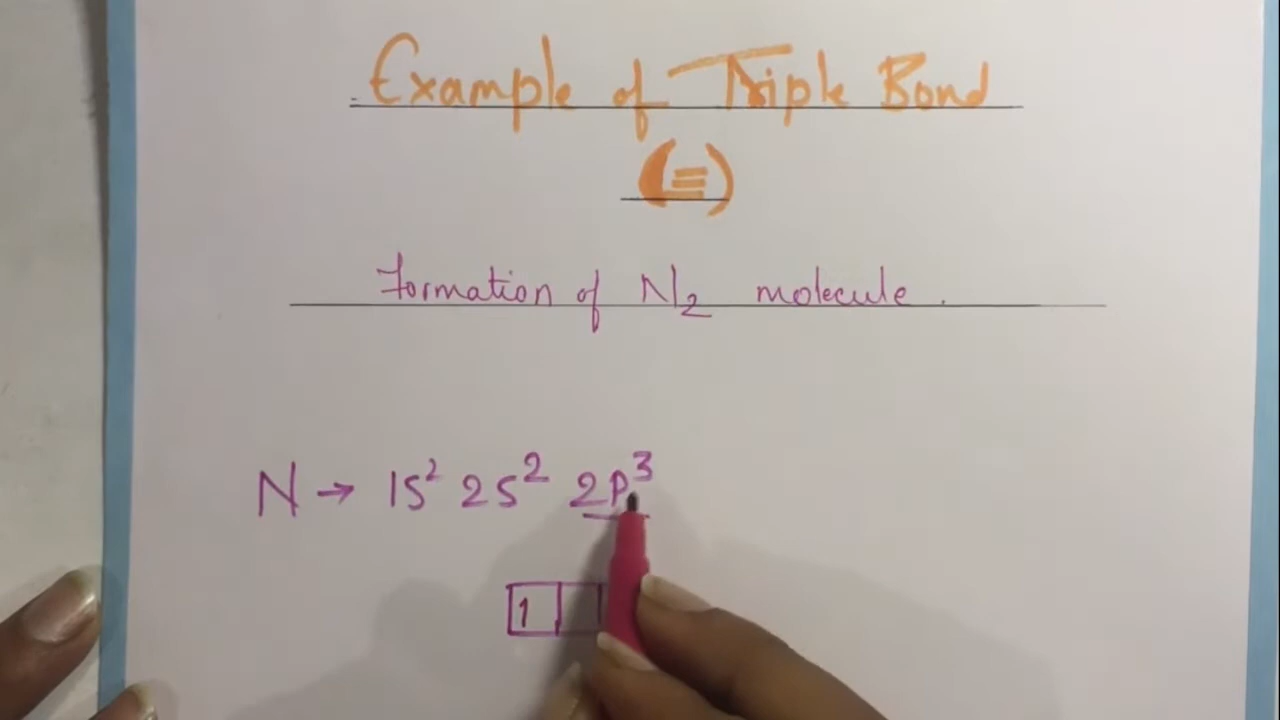 Example of Triple Bond
(≡)
Formation of N₂ molecule.
N → 1S² 2S² 2P³
1